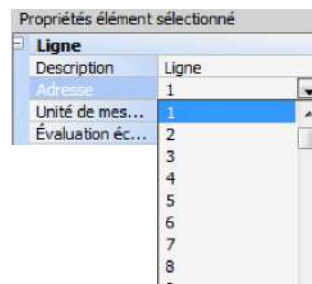 Propriétés élément sélectionné
Ligne
Description Ligne
Adresse 1
Unité de mes... 1
Évaluation éc... 2
3
4
5
6
7
8